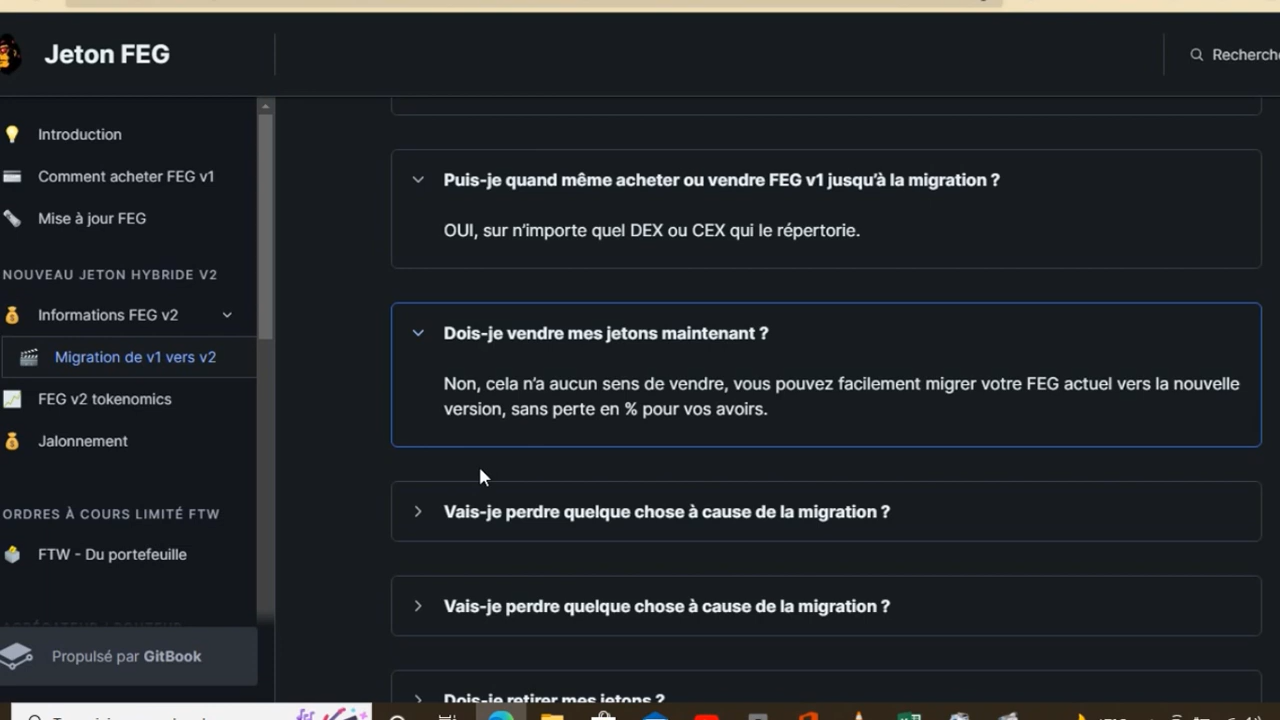 Jeton FEG
Recherche
Introduction
Comment acheter FEG v1
Mise à jour FEG
NOUVEAU JETON HYBRIDE V2
Informations FEG v2
Migration de v1 vers v2
FEG v2 tokenomics
Jalonnement
ORDRES À COURS LIMITÉ FTW
FTW - Du portefeuille
Propulsé par GitBook
Puis-je quand même acheter ou vendre FEG v1 jusqu’à la migration ?
OUI, sur n’importe quel DEX ou CEX qui le répertorie.
Dois-je vendre mes jetons maintenant ?
Non, cela n’a aucun sens de vendre, vous pouvez facilement migrer votre FEG actuel vers la nouvelle
version, sans perte en % pour vos avoirs.
Vais-je perdre quelque chose à cause de la migration ?
Vais-je perdre quelque chose à cause de la migration ?
Dois-je retirer mes jetons ?